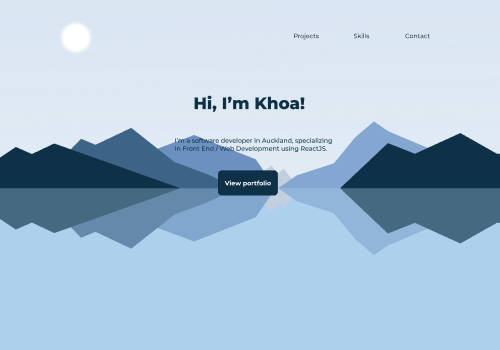 Projects Skills Contact
Hi, I'm Khoa!
I'm a software developer in Auckland, specializing
in Front End / Web Development using ReactJS.
View portfolio